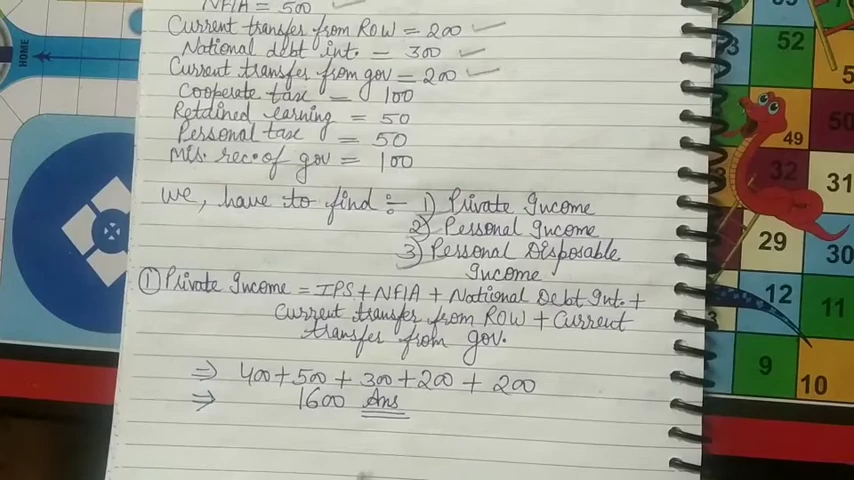 NFIA = 500
Current transfer from ROW = 200
National debt int. — 300
Current transfer from gov — 200
Cooperate tax — 100
Retained earning = 50
Personal tax = 50
Mis. rec. of gov = 100
We, have to find :- 1) Private Income
2) Personal Income
3) Personal Disposable
Income
① Private Income = IPS + NFIA + National Debt Int. +
Current transfer from ROW + Current
transfer from gov.
⇒ 400 + 500 + 300 + 200 + 200
⇒ 1600 Ans
HOME
52
49
50
32
31
29
30
12
11
9
10